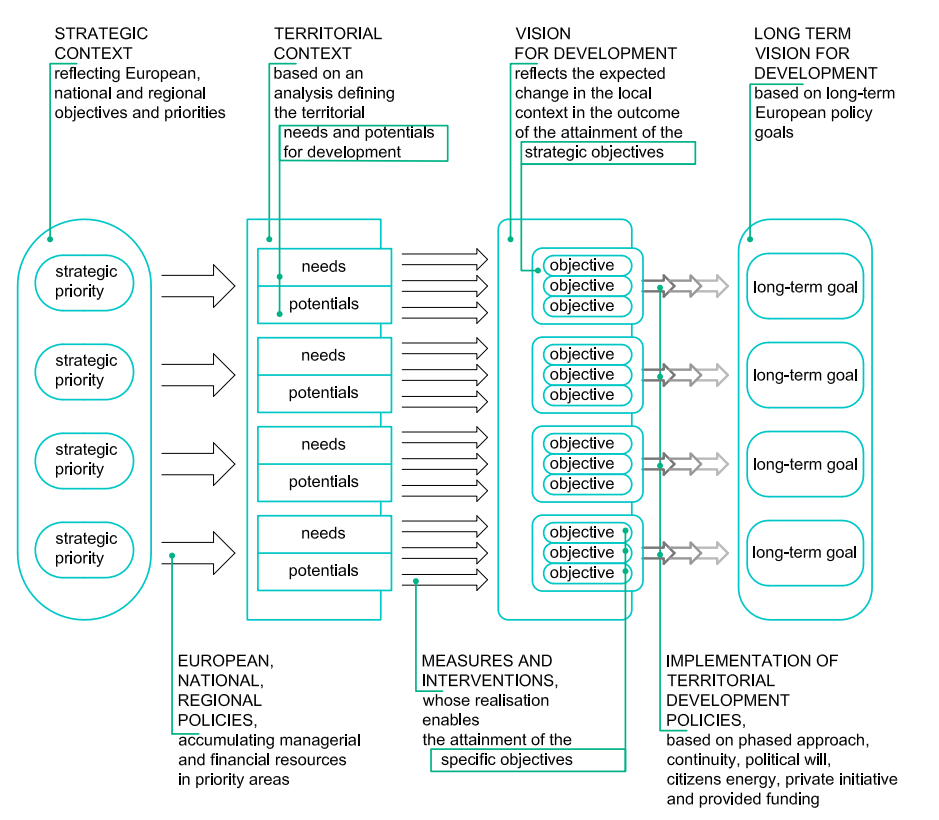 STRATEGIC
CONTEXT
reflecting European,
national and regional
objectives and priorities
TERRITORIAL
CONTEXT
based on an
analysis defining
the territorial
needs and potentials
for development
VISION
FOR DEVELOPMENT
reflects the expected
change in the local
context in the outcome
of the attainment of the
strategic objectives
LONG TERM
VISION FOR
DEVELOPMENT
based on long-term
European policy
goals
strategic
priority
needs
potentials
objective
objective
objective
long-term goal
strategic
priority
needs
potentials
objective
objective
objective
long-term goal
strategic
priority
needs
potentials
objective
objective
objective
long-term goal
strategic
priority
needs
potentials
objective
objective
objective
long-term goal
EUROPEAN,
NATIONAL,
REGIONAL
POLICIES,
accumulating managerial
and financial resources
in priority areas
MEASURES AND
INTERVENTIONS,
whose realisation
enables
the attainment of the
specific objectives
IMPLEMENTATION OF
TERRITORIAL
DEVELOPMENT
POLICIES,
based on phased approach,
continuity, political will,
citizens energy, private initiative
and provided funding